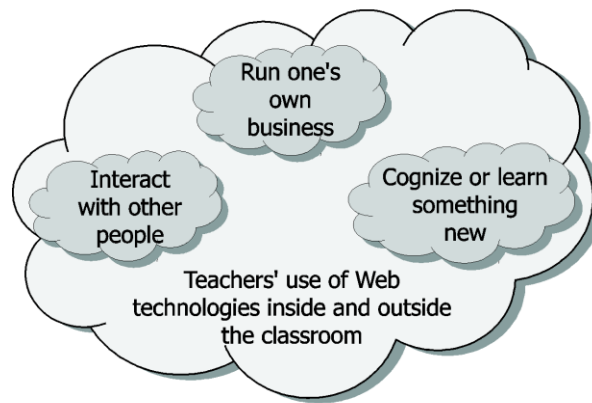 Run one's
own
business
Interact
with other
people
Cognize or learn
something
new
Teachers' use of Web
technologies inside and outside
the classroom